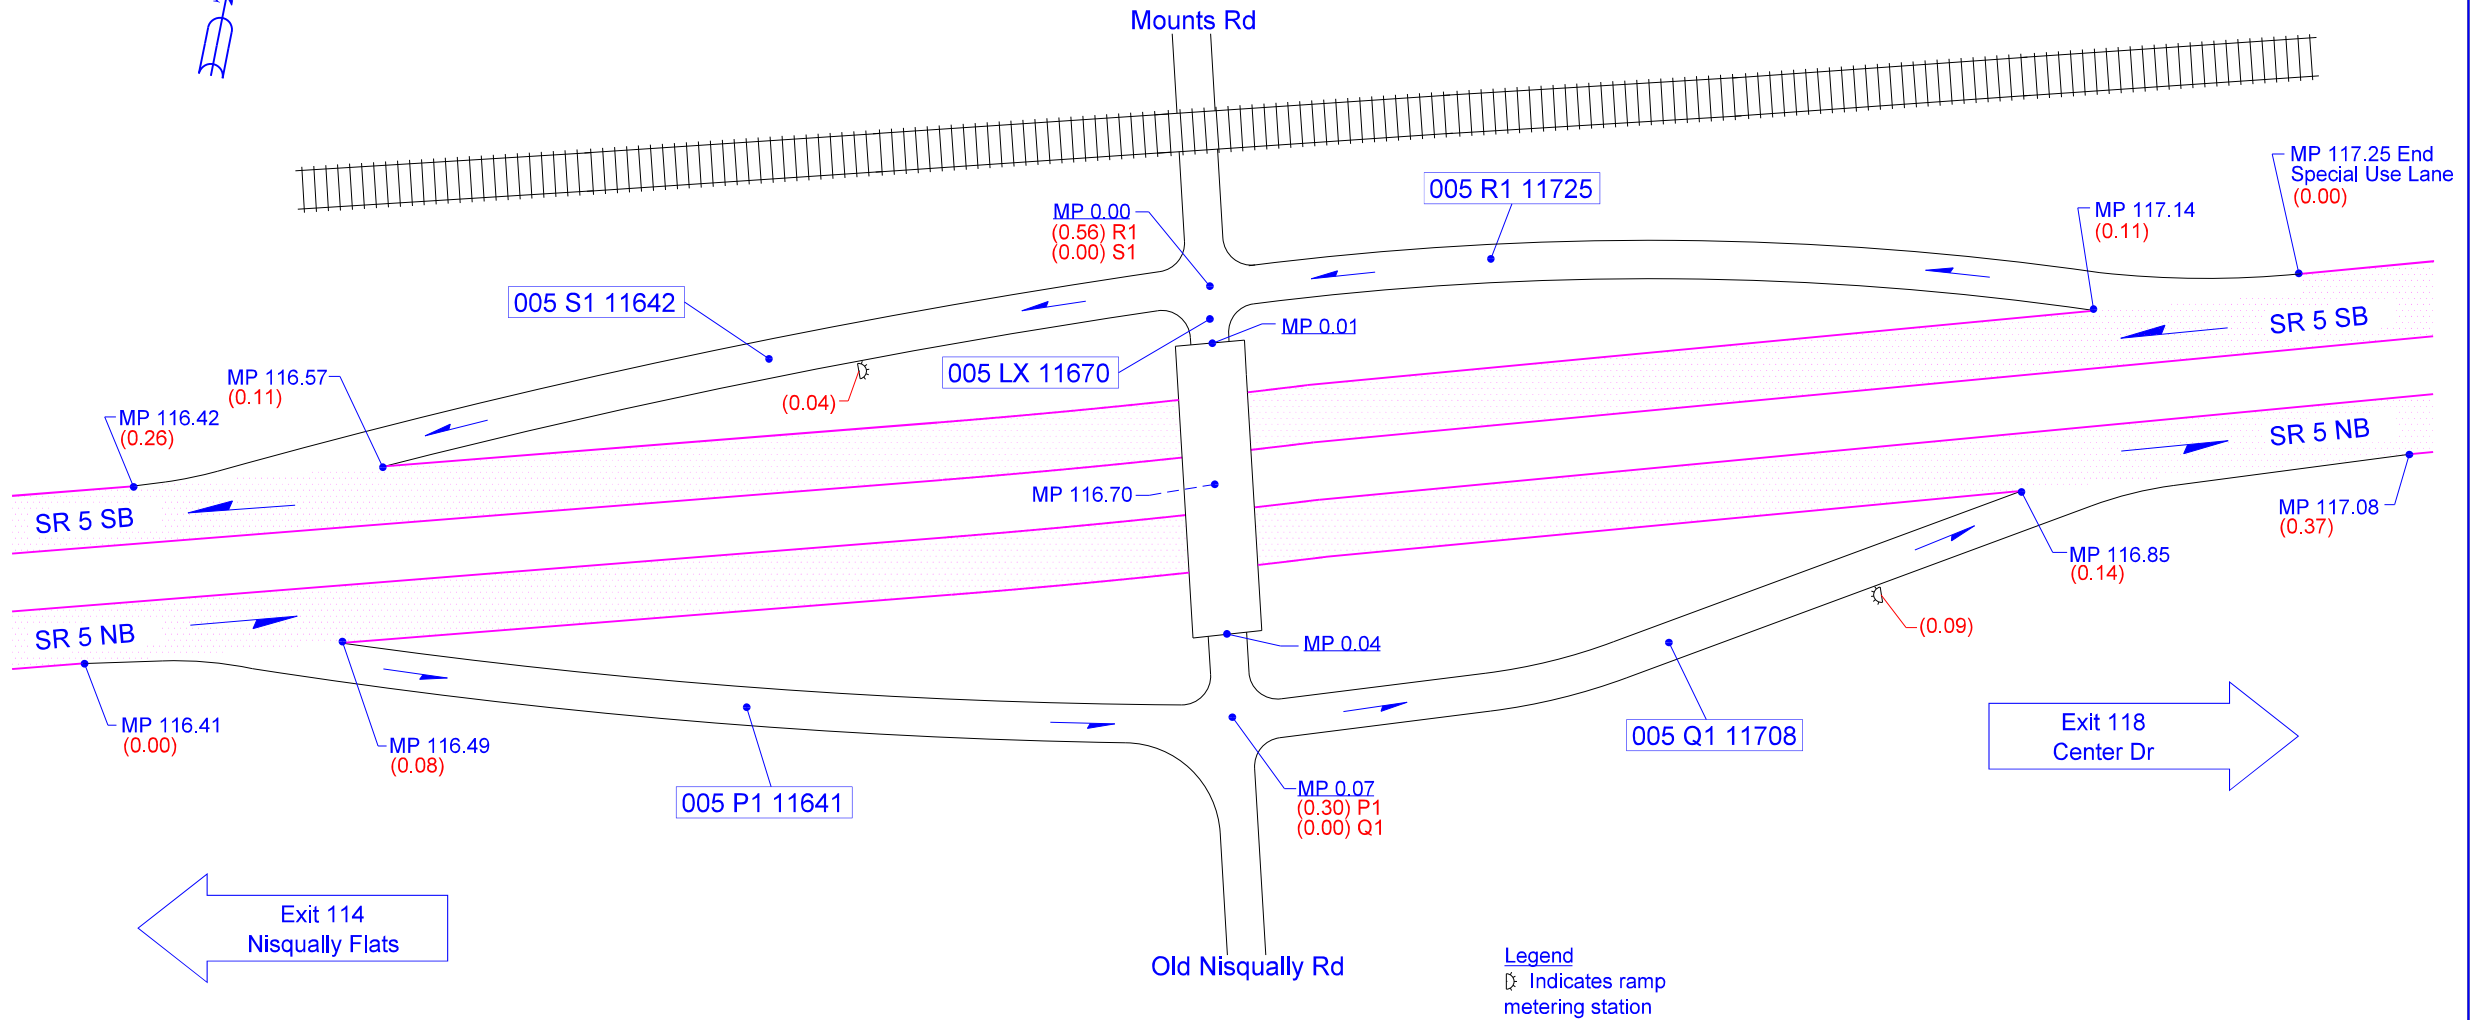 N
Mounts Rd
MP 117.25 End
Special Use Lane
(0.00)
005 R1 11725
MP 0.00
(0.56) R1
(0.00) S1
MP 117.14
(0.11)
005 S1 11642
MP 0.01
SR 5 SB
005 LX 11670
MP 116.57
(0.11)
(0.04)
MP 116.42
(0.26)
SR 5 NB
MP 116.70
SR 5 SB
MP 117.08
(0.37)
MP 116.85
(0.14)
SR 5 NB
(0.09)
MP 0.04
MP 116.41
(0.00)
MP 116.49
(0.08)
005 Q1 11708
Exit 118
Center Dr
005 P1 11641
MP 0.07
(0.30) P1
(0.00) Q1
Exit 114
Nisqually Flats
Old Nisqually Rd
Legend
Indicates ramp
metering station